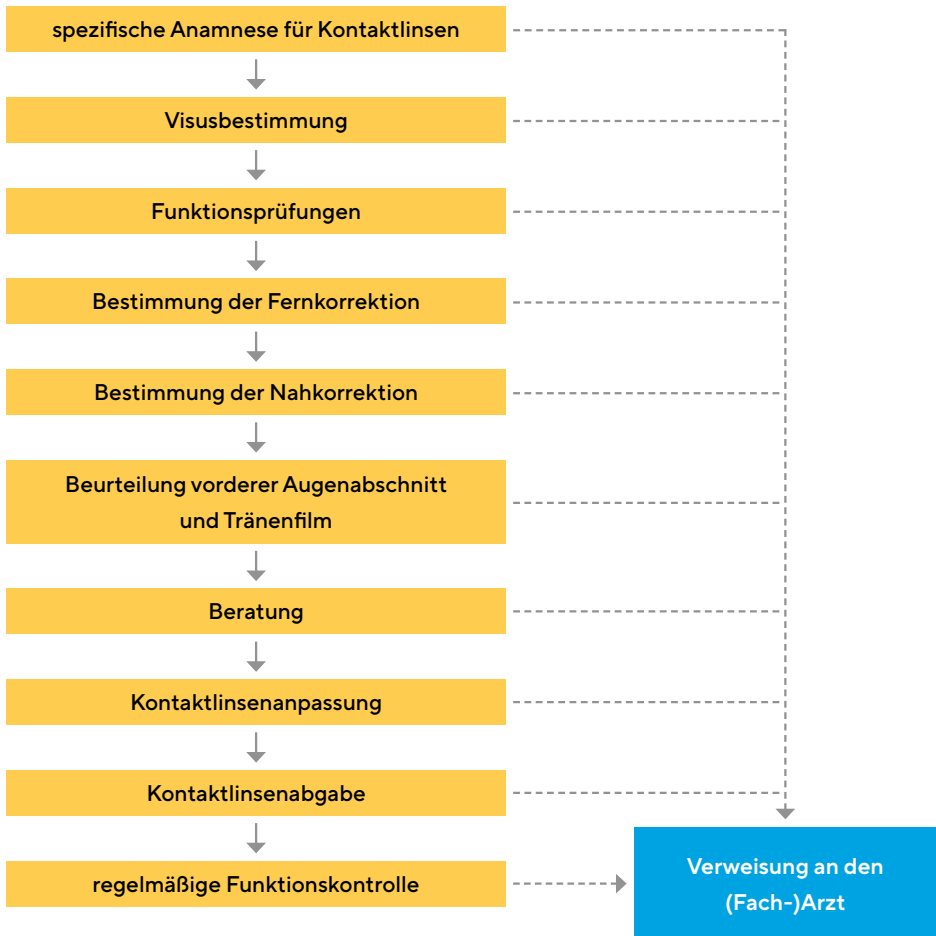 spezifische Anamnese für Kontaktlinsen
Visusbestimmung
Funktionsprüfungen
Bestimmung der Fernkorrektion
Bestimmung der Nahkorrektion
Beurteilung vorderer Augenabschnitt
und Tränenfilm
Beratung
Kontaktlinsenanpassung
Kontaktlinsenabgabe
regelmäßige Funktionskontrolle
Verweisung an den
(Fach-)Arzt